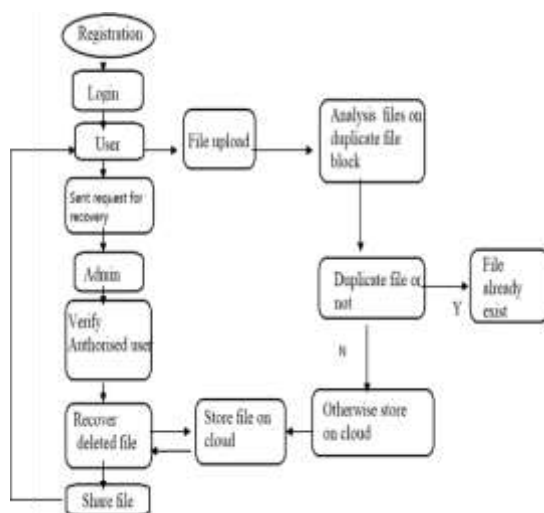 Registration
Login
User
File upload
Analysis files on
duplicate file
block
Sent request for
recovery
Admin
Duplicate file or
not
File
already
exist
Y
Verify
Authorised user
N
Recover
deleted file
Store file on
cloud
Otherwise store
on cloud
Share file